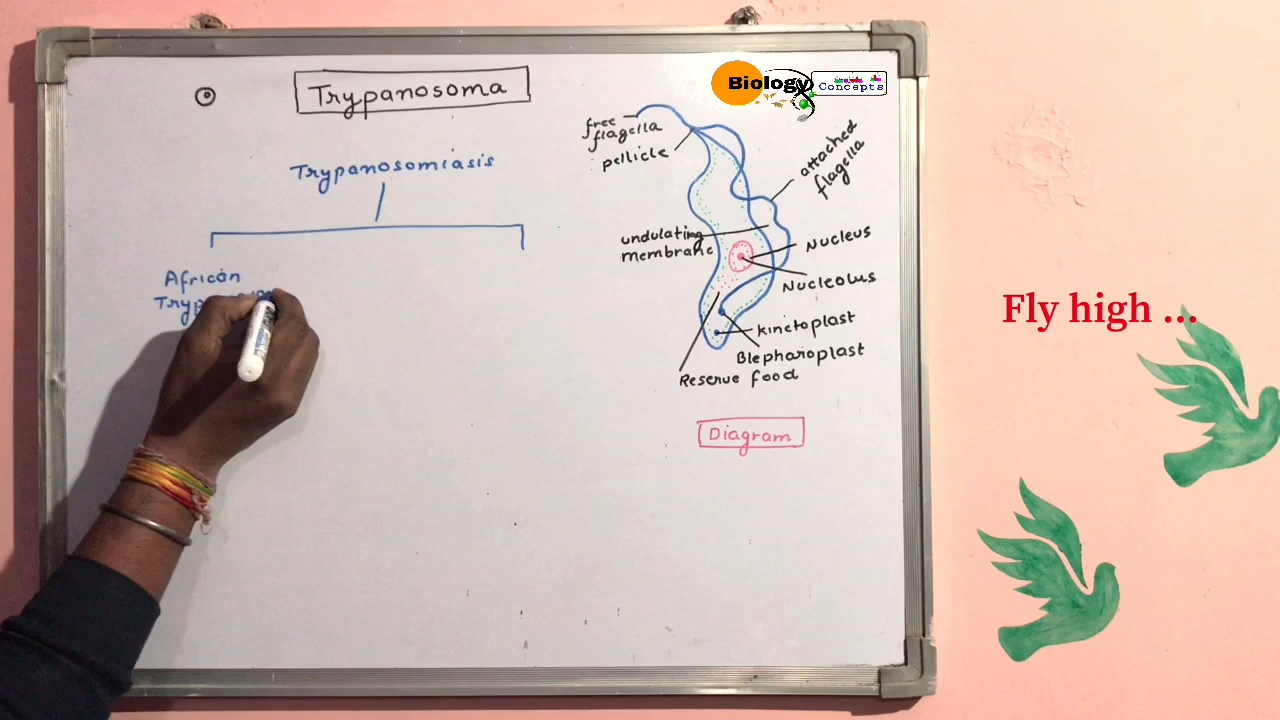 Trypanosoma
Biology
Concepts
Trypanosomiasis
African
free
flagella
pellicle
attached
flagella
undulating
membrane
Nucleus
Nucleolus
kinetoplast
Blepharoplast
Reserve food
Diagram
Fly high ...